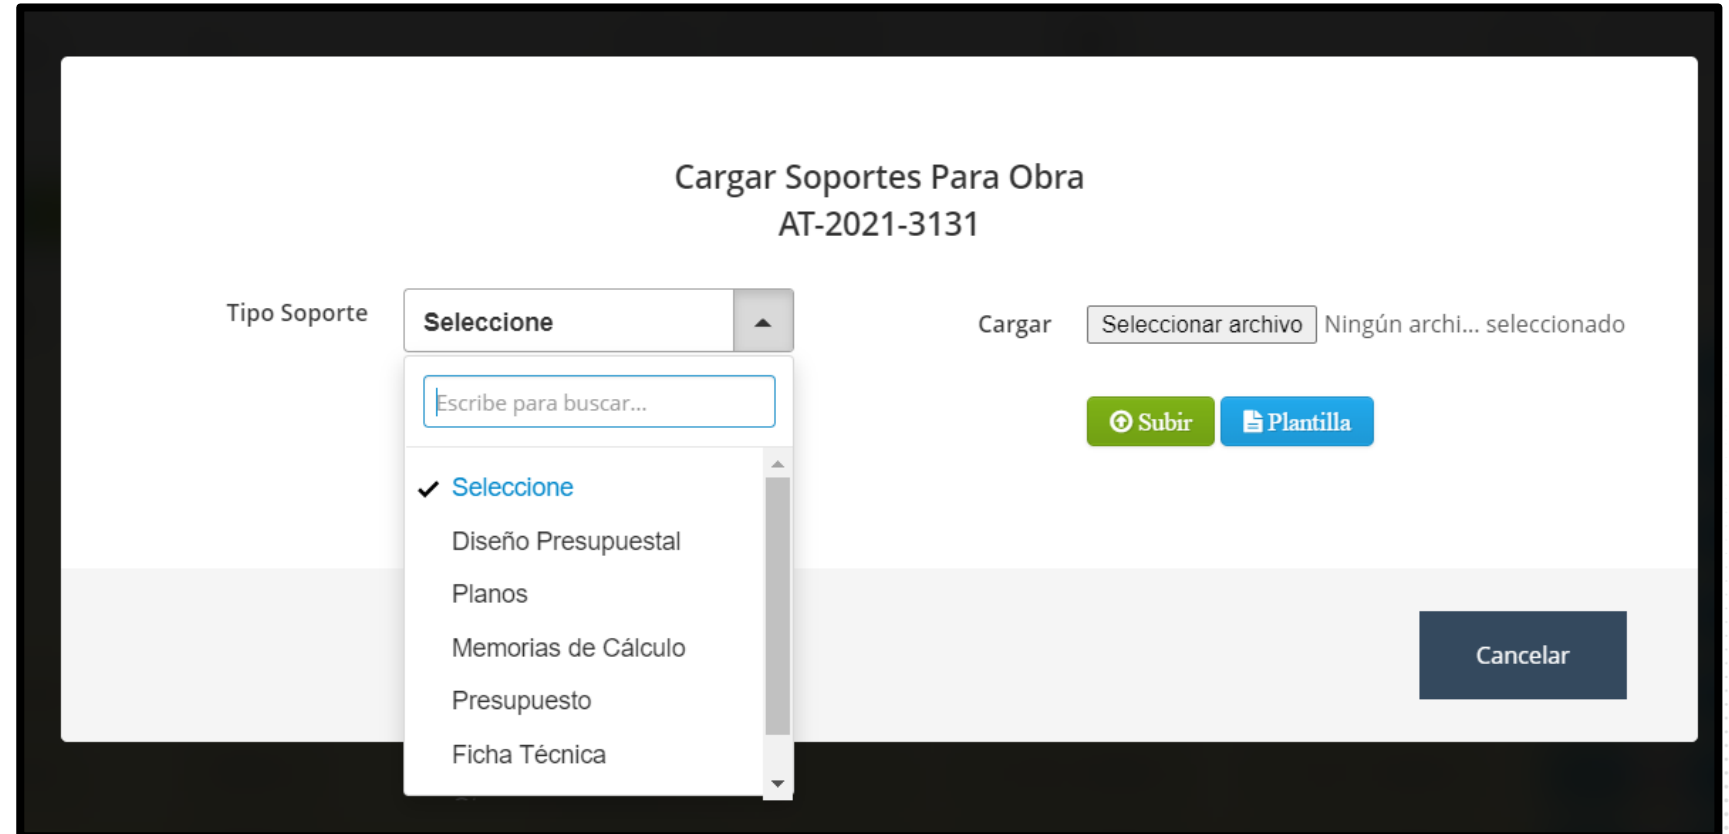 Cargar Soportes Para Obra
AT-2021-3131
Tipo Soporte
Seleccione
Cargar
Seleccionar archivo Ningún archi... seleccionado
Escribe para buscar...
Subir
Plantilla
Seleccione
Diseño Presupuestal
Planos
Memorias de Cálculo
Presupuesto
Ficha Técnica
Cancelar